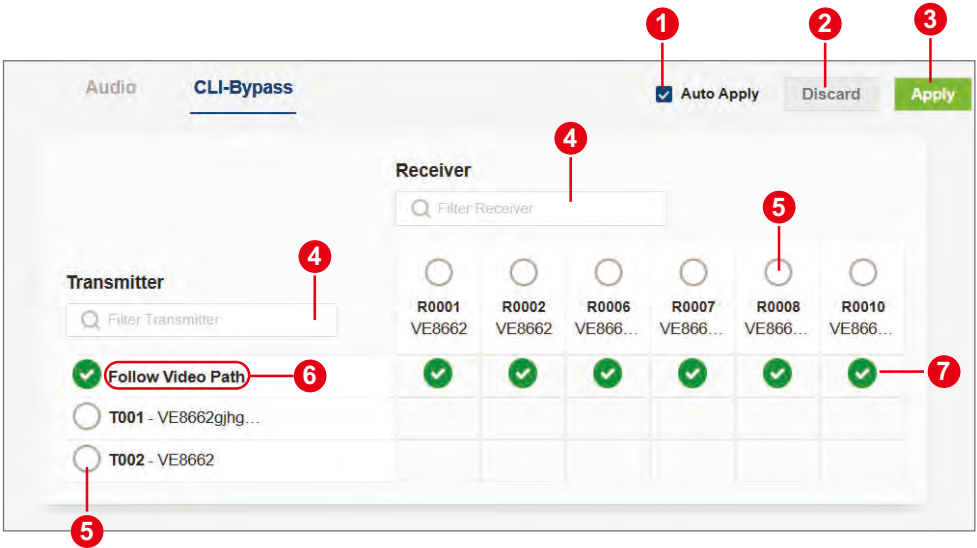 1 2 3
Audio CLI-Bypass Auto Apply Discard Apply
4
Receiver
Filter Receiver
5
4
Transmitter
Filter Transmitter
R0001 R0002 R0006 R0007 R0008 R0010
VE8662 VE8662 VE866... VE866... VE866... VE866...
Follow Video Path 6 7
T001 - VE8662gjhg...
T002 - VE8662
5